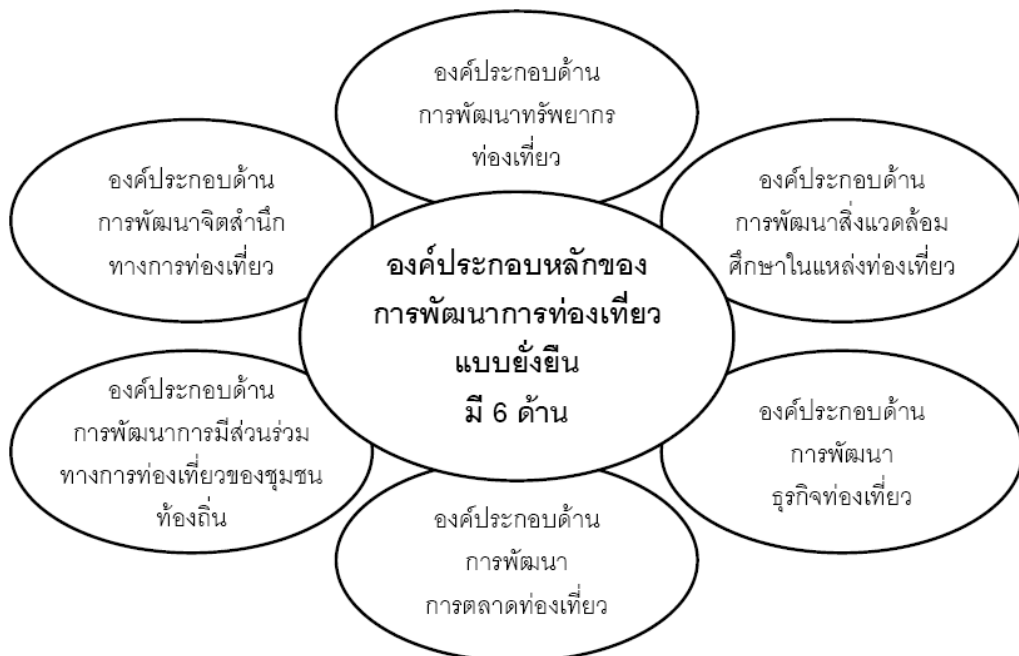 องค์ประกอบด้าน
การพัฒนาทรัพยากร
ท่องเที่ยว
องค์ประกอบด้าน
การพัฒนาจิตสำนึก
ทางการท่องเที่ยว
องค์ประกอบด้าน
การพัฒนาสิ่งแวดล้อม
ศึกษาในแหล่งท่องเที่ยว
องค์ประกอบหลักของ
การพัฒนาการท่องเที่ยว
แบบยั่งยืน
มี 6 ด้าน
องค์ประกอบด้าน
การพัฒนาการมีส่วนร่วม
ทางการท่องเที่ยวของชุมชน
ท้องถิ่น
องค์ประกอบด้าน
การพัฒนา
ธุรกิจท่องเที่ยว
องค์ประกอบด้าน
การพัฒนา
การตลาดท่องเที่ยว